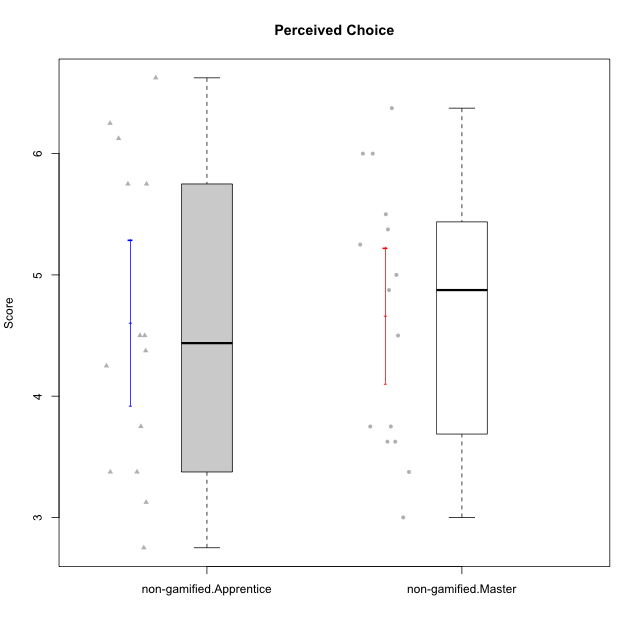 Perceived Choice
Score
6
5
4
3
non-gamified.Apprentice
non-gamified.Master